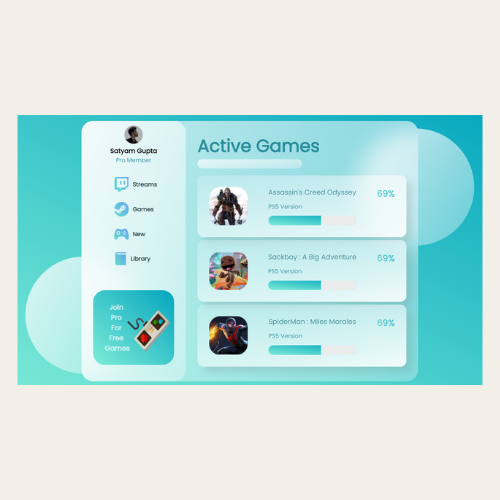 Satyam Gupta
Pro Member
Streams
Games
New
Library
Join
Pro
For
Free
Games
Active Games
Assassin's Creed Odyssey
69%
PS5 Version
Sackboy : A Big Adventure
69%
PS5 Version
SpiderMan : Miles Morales
69%
PS5 Version